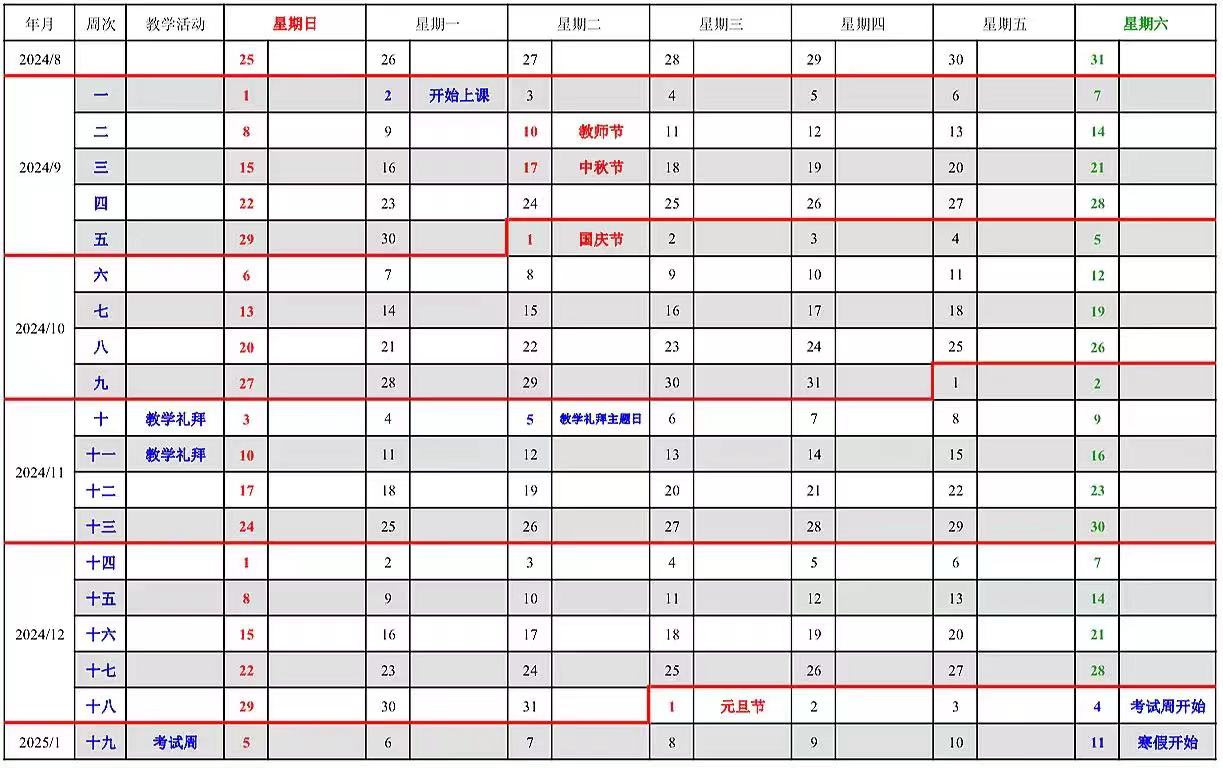 年月 周次 教学活动 星期日 星期一 星期二 星期三 星期四 星期五 星期六
2024/8 25 26 27 28 29 30 31
2024/9 一 1 2 开始上课 3 4 5 6 7
二 8 9 10 教师节 11 12 13 14
三 15 16 17 中秋节 18 19 20 21
四 22 23 24 25 26 27 28
五 29 30 1 国庆节 2 3 4 5
2024/10 六 6 7 8 9 10 11 12
七 13 14 15 16 17 18 19
八 20 21 22 23 24 25 26
九 27 28 29 30 31 1 2
2024/11 十 教学礼拜 3 4 5 教学礼拜主题日 6 7 8 9
十一 教学礼拜 10 11 12 13 14 15 16
十二 17 18 19 20 21 22 23
十三 24 25 26 27 28 29 30
2024/12 十四 1 2 3 4 5 6 7
十五 8 9 10 11 12 13 14
十六 15 16 17 18 19 20 21
十七 22 23 24 25 26 27 28
十八 29 30 31 1 元旦节 2 3 4 考试周开始
2025/1 十九 考试周 5 6 7 8 9 10 11 寒假开始